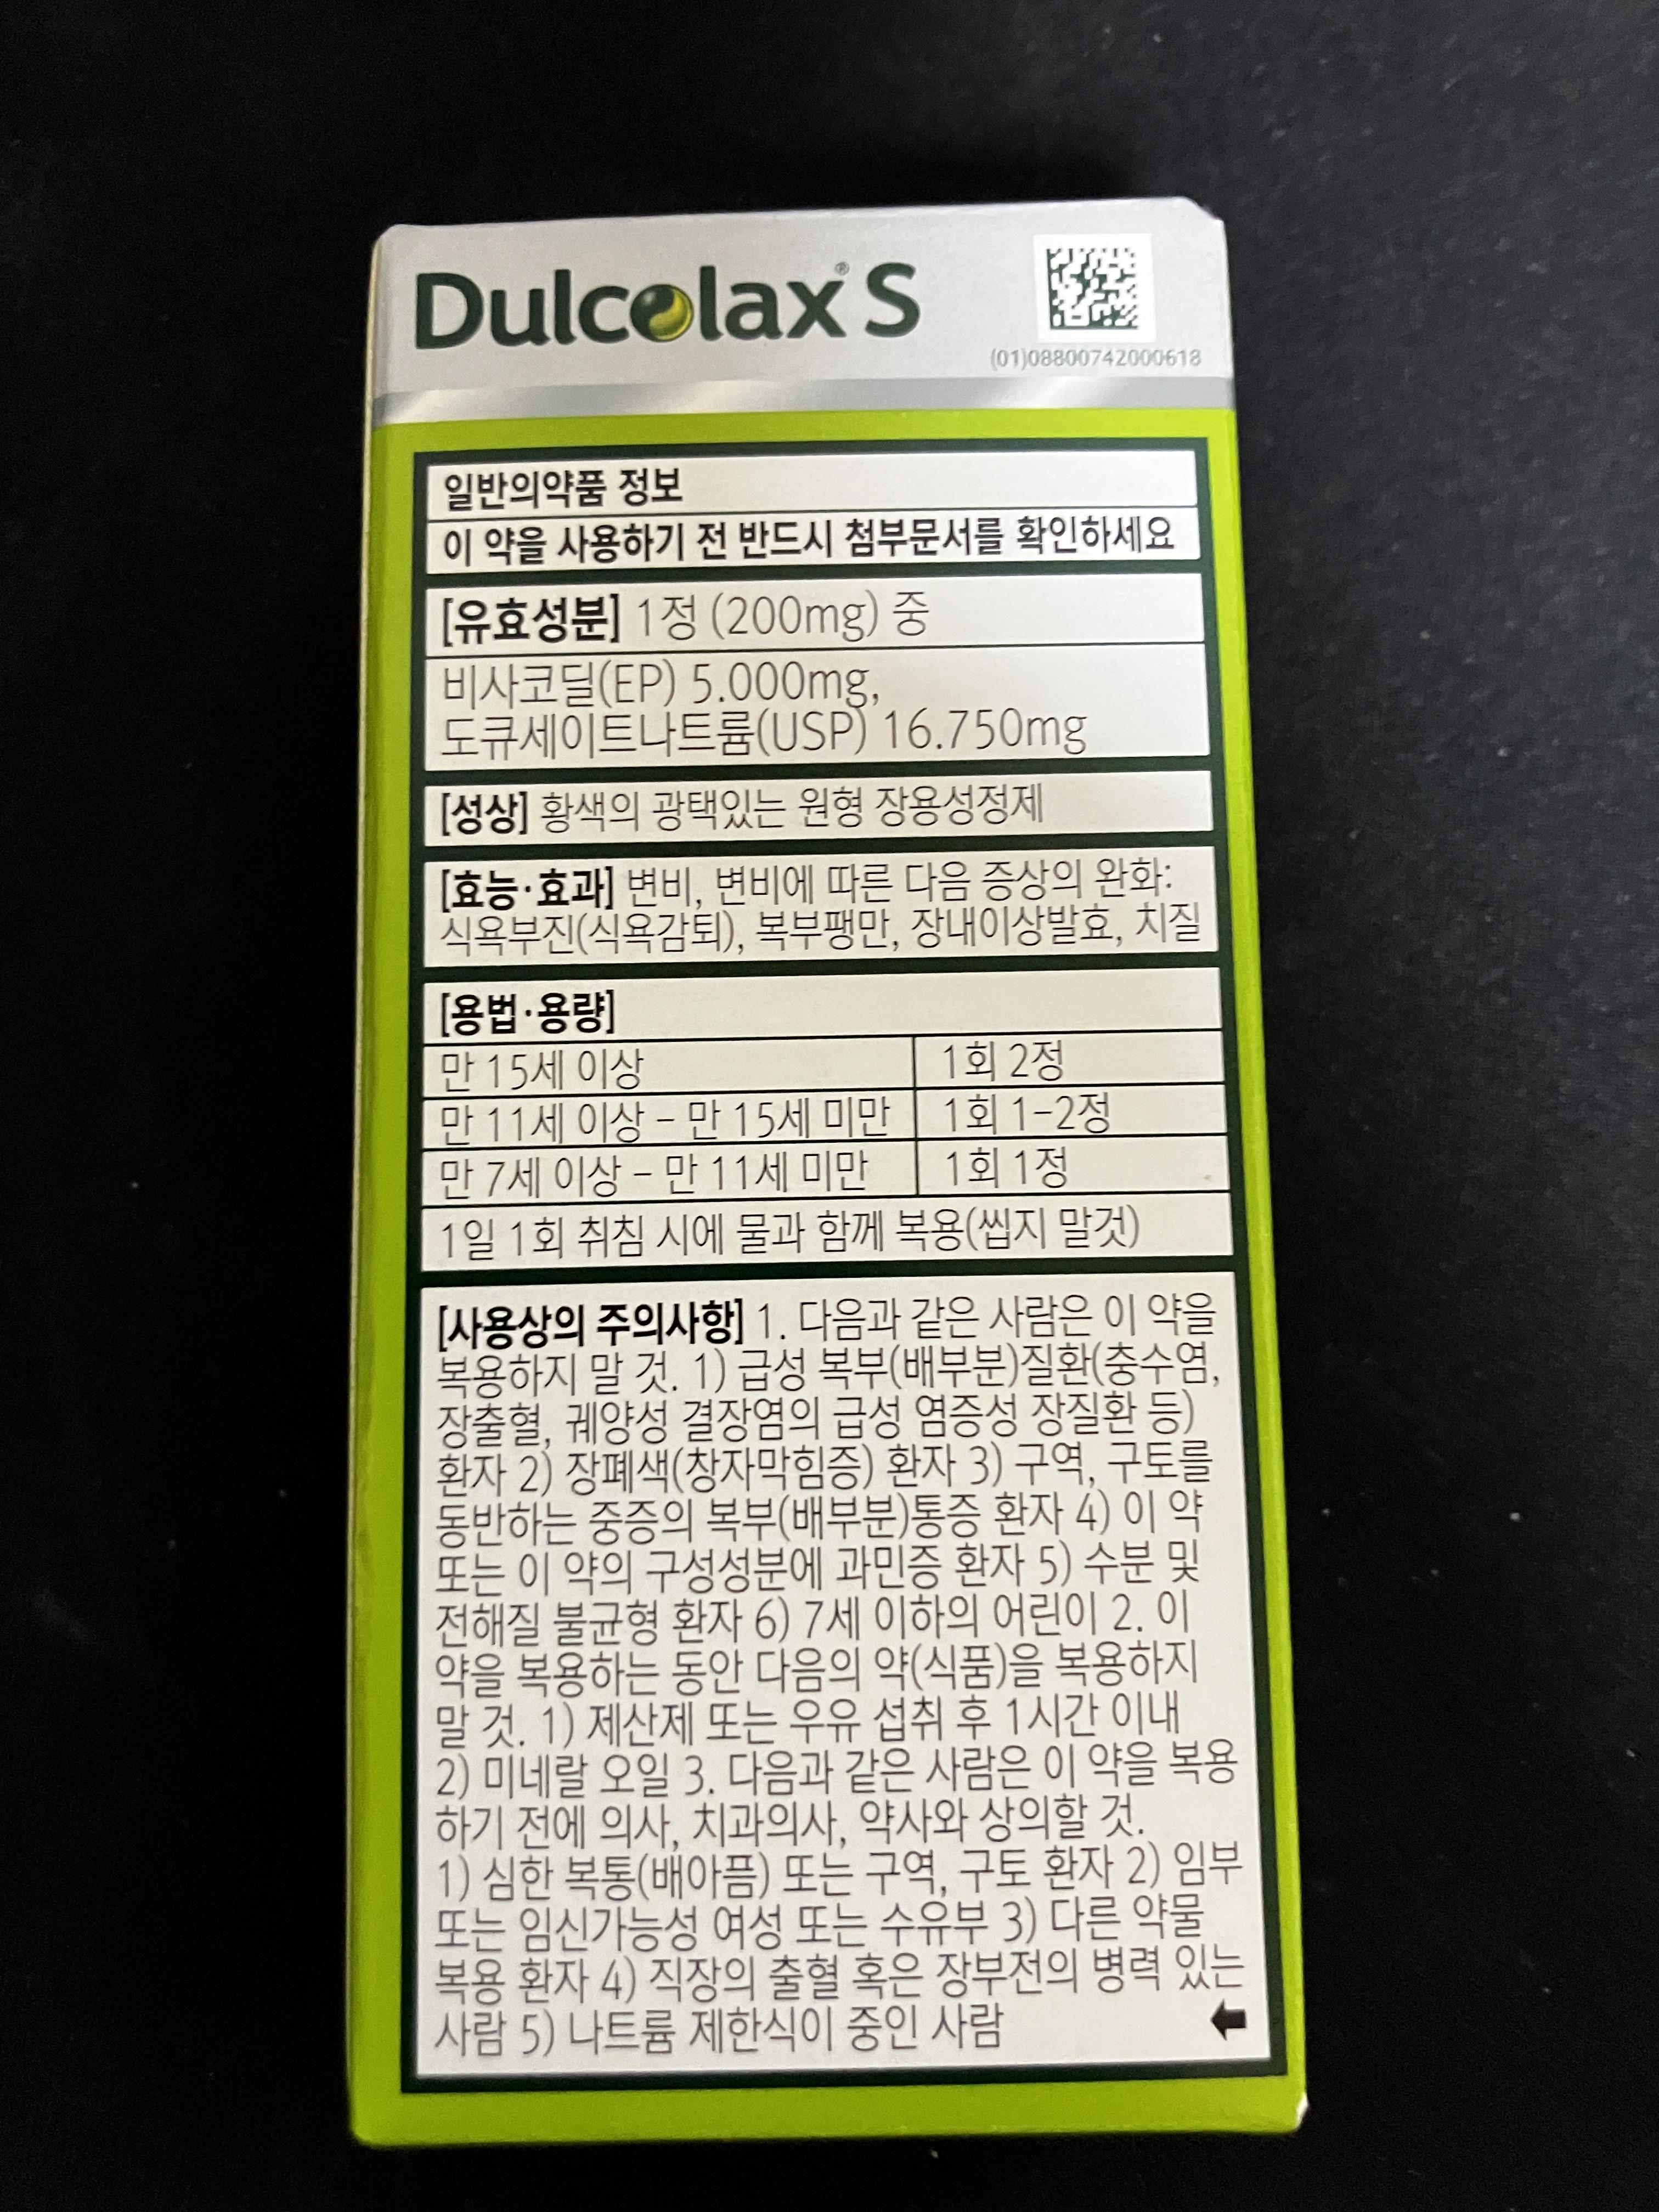 Dulcolax® S
(01)08800742000618
일반의약품 정보
이 약을 사용하기 전 반드시 첨부문서를 확인하세요
[유효성분] 1정 (200mg) 중
비사코딜(EP) 5.000mg,
도큐세이트나트륨(USP) 16.750mg
[성상] 황색의 광택있는 원형 장용성정제
[효능·효과] 변비, 변비에 따른 다음 증상의 완화:
식욕부진(식욕감퇴), 복부팽만, 장내이상발효, 치질
[용법·용량]
만 15세 이상 1회 2정
만 11세 이상 - 만 15세 미만 1회 1-2정
만 7세 이상 - 만 11세 미만 1회 1정
1일 1회 취침 시에 물과 함께 복용(씹지 말것)
[사용상의 주의사항] 1. 다음과 같은 사람은 이 약을
복용하지 말 것. 1) 급성 복부(배부분)질환(충수염,
장출혈, 궤양성 결장염의 급성 염증성 장질환 등)
환자 2) 장폐색(창자막힘증) 환자 3) 구역, 구토를
동반하는 중증의 복부(배부분)통증 환자 4) 이 약
또는 이 약의 구성성분에 과민증 환자 5) 수분 및
전해질 불균형 환자 6) 7세 이하의 어린이 2. 이
약을 복용하는 동안 다음의 약(식품)을 복용하지
말 것. 1) 제산제 또는 우유 섭취 후 1시간 이내
2) 미네랄 오일 3. 다음과 같은 사람은 이 약을 복용
하기 전에 의사, 치과의사, 약사와 상의할 것.
1) 심한 복통(배아픔) 또는 구역, 구토 환자 2) 임부
또는 임신가능성 여성 또는 수유부 3) 다른 약물
복용 환자 4) 직장의 출혈 혹은 장부전의 병력 있는
사람 5) 나트륨 제한식이 중인 사람